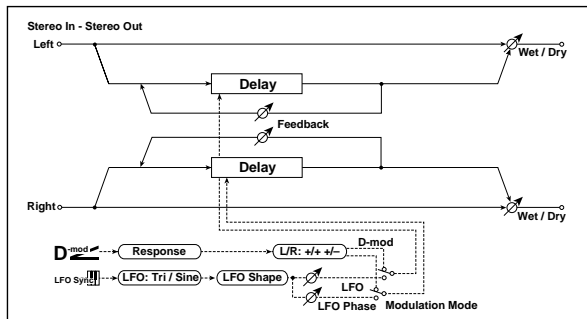 Stereo In - Stereo Out
Left
Wet / Dry
Delay
Feedback
Delay
Right
Wet / Dry
D-mod
D-mod
Response
L/R: +/+ +/–
LFO Sync
LFO: Tri / Sine
LFO Shape
LFO
LFO Phase
Modulation Mode